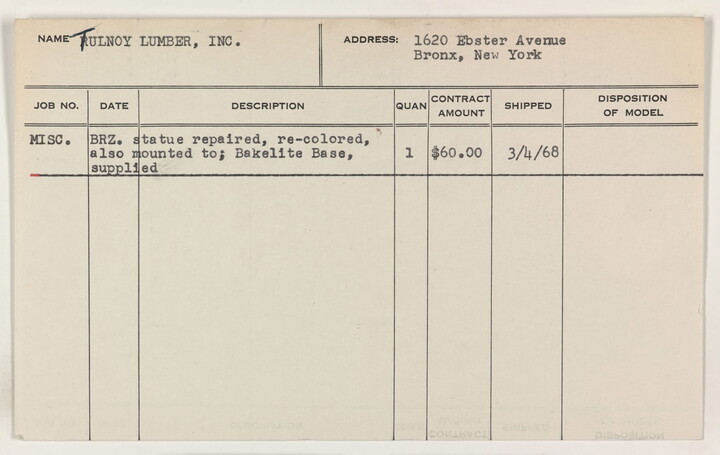 NAME TULNOY LUMBER, INC.
ADDRESS: 1620 Ebster Avenue
Bronx, New York
JOB NO. DATE DESCRIPTION QUAN CONTRACT AMOUNT SHIPPED DISPOSITION OF MODEL
MISC. BRZ. statue repaired, re-colored,
also mounted to; Bakelite Base, 1 $60.00 3/4/68
supplied